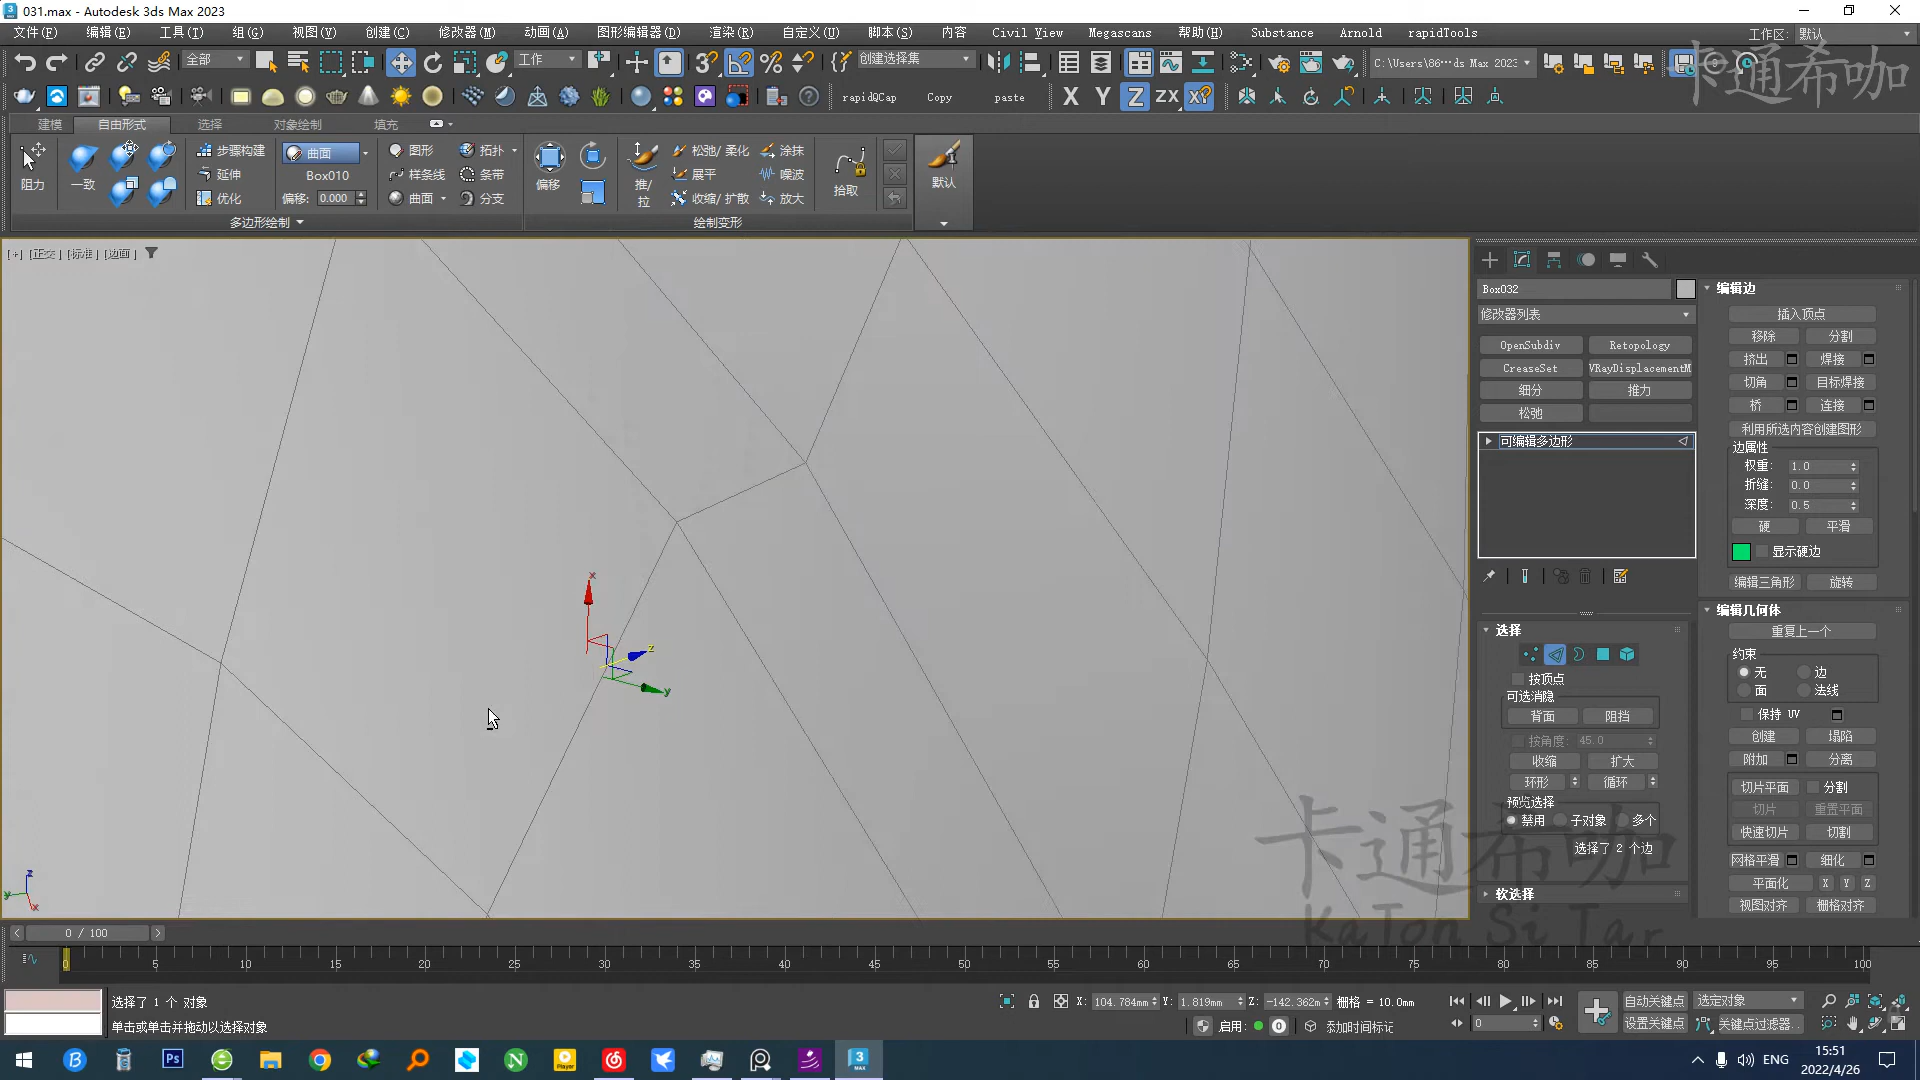 031.max - Autodesk 3ds Max 2023
文件(F) 编辑(E) 工具(T) 组(G) 视图(V) 创建(C) 修改器(M) 动画(A) 图形编辑器(D) 渲染(R) 自定义(U) 脚本(S) 内容 Civil View Megascans 帮助(H) Substance Arnold rapidTools 工作区: 默认
全部 工作 创建选择集 C:\Users\86···ds Max 2023
rapidQCap Copy paste X Y Z ZX XY
卡通希咖
建模 自由形式 选择 对象绘制 填充
阻力 一致 步骤构建 延伸 优化 曲面 Box010 偏移: 0.000 图形 样条线 曲面 拓扑 条带 分支 偏移 推/拉 松弛/柔化 展平 收缩/扩散 涂抹 噪波 放大 拾取 默认
多边形绘制 绘制变形
[+] [正交] [标准] [边面]
x
z
y
z
y
x
Box032
修改器列表
OpenSubdiv Retopology
CreaseSet VRayDisplacementM
细分 推力
松弛
可编辑多边形
选择
按顶点
可选消隐
背面 阻挡
按角度: 45.0
收缩 扩大
环形 循环
预览选择
禁用 子对象 多个
选择了 2 个边
软选择
编辑边
插入顶点
移除 分割
挤出 焊接
切角 目标焊接
桥 连接
利用所选内容创建图形
边属性
权重: 1.0
折缝: 0.0
深度: 0.5
硬 平滑
显示硬边
编辑三角形 旋转
编辑几何体
重复上一个
约束
无 边
面 法线
保持 UV
创建 塌陷
附加 分离
切片平面 分割
切片 重置平面
快速切片 切割
网格平滑 细化
平面化 X Y Z
视图对齐 栅格对齐
卡通希咖
KaTon Si Tar
0 / 100
0 5 10 15 20 25 30 35 40 45 50 55 60 65 70 75 80 85 90 95 100
选择了 1 个 对象
单击或单击并拖动以选择对象
X: 104.784mm Y: 1.819mm Z: -142.362m 栅格 = 10.0mm
启用: 0 添加时间标记
0
自动关键点 选定对象
设置关键点 关键点过滤器..
Ps Player 3 MAX
ENG
15:51
2022/4/26